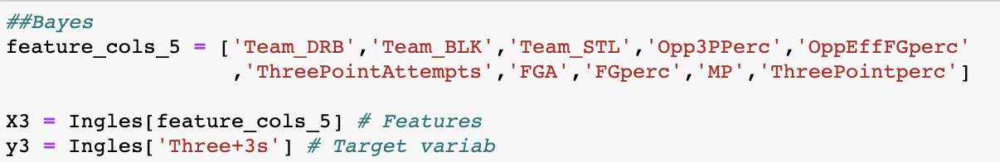 ##Bayes
feature_cols_5 = ['Team_DRB','Team_BLK','Team_STL','Opp3PPerc','OppEffFGperc'
,'ThreePointAttempts','FGA','FGperc','MP','ThreePointperc']
X3 = Ingles[feature_cols_5] # Features
y3 = Ingles['Three+3s'] # Target variab